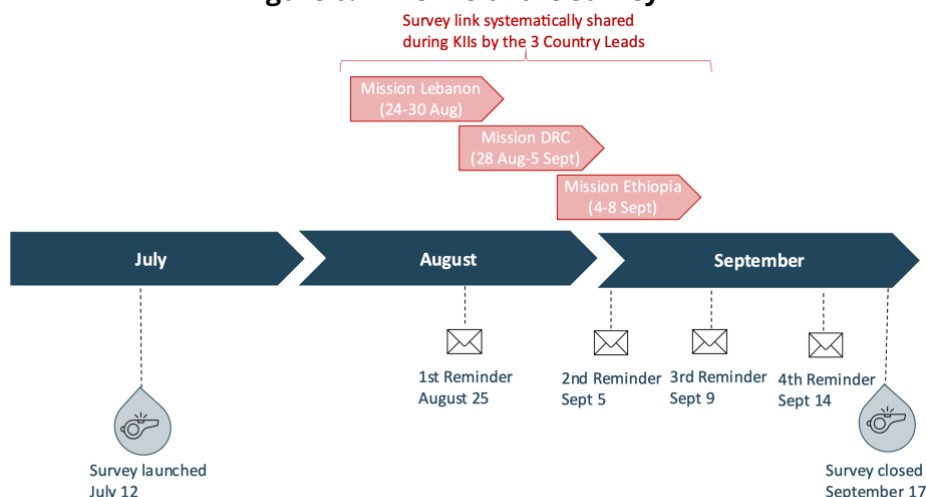 Survey link systematically shared
during KIIs by the 3 Country Leads
Mission Lebanon
(24-30 Aug)
Mission DRC
(28 Aug-5 Sept)
Mission Ethiopia
(4-8 Sept)
July
August
September
1st Reminder
August 25
2nd Reminder
Sept 5
3rd Reminder
Sept 9
4th Reminder
Sept 14
Survey launched
July 12
Survey closed
September 17